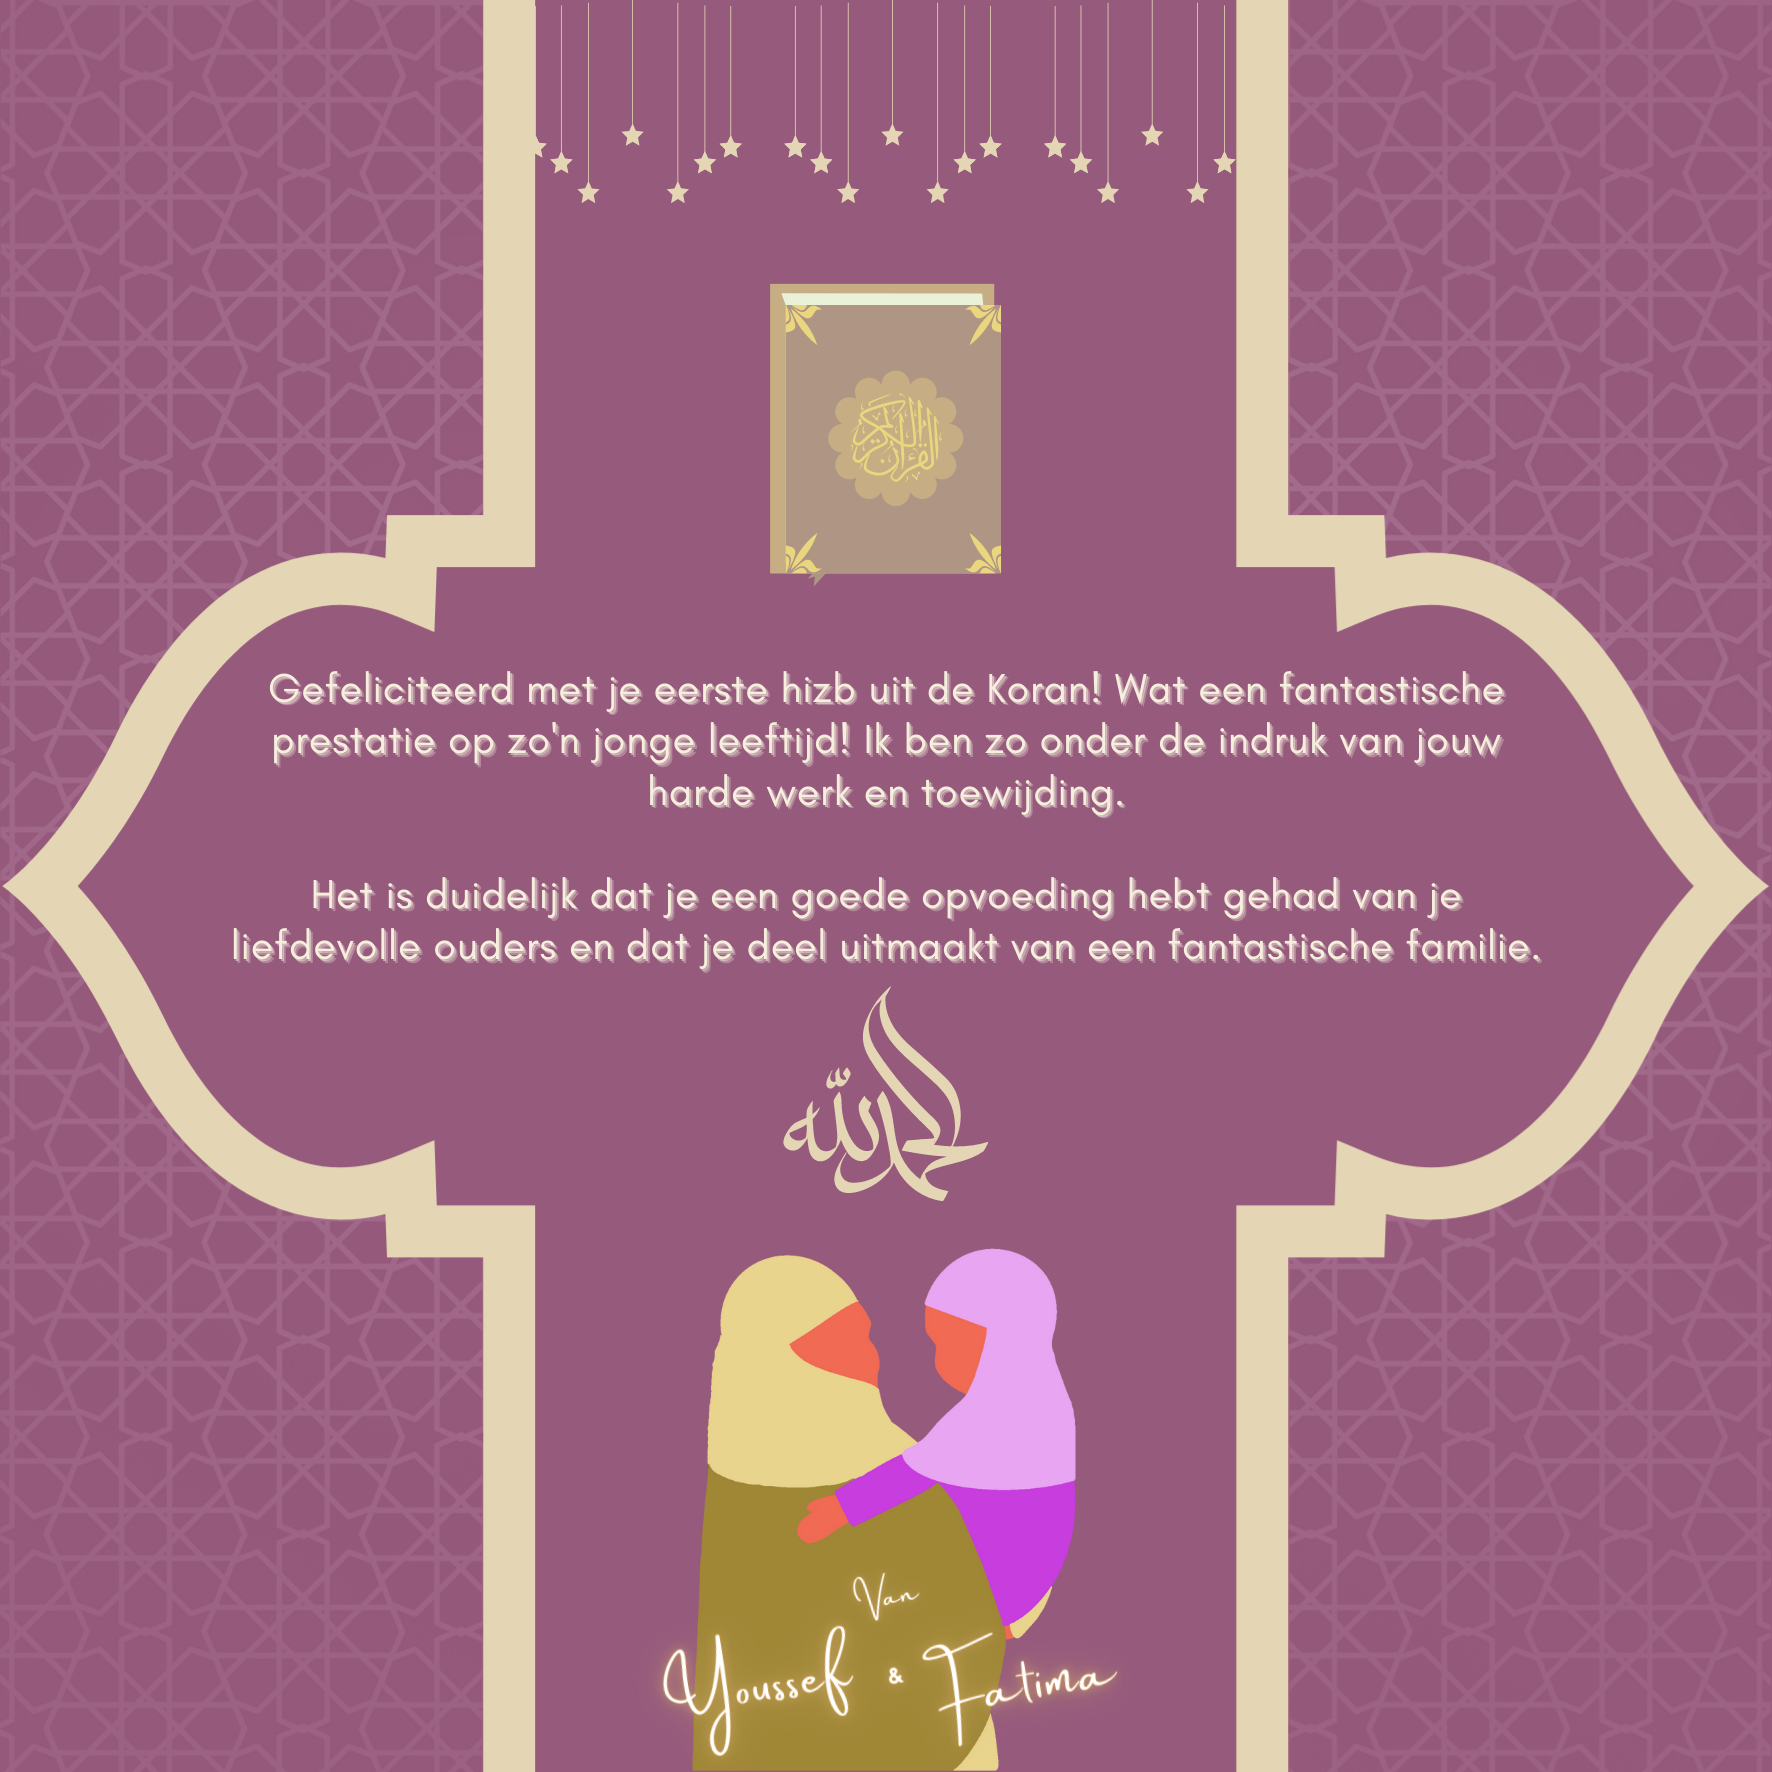 القرآن الكريم
Gefeliciteerd met je eerste hizb uit de Koran! Wat een fantastische
prestatie op zo'n jonge leeftijd! Ik ben zo onder de indruk van jouw
harde werk en toewijding.
Het is duidelijk dat je een goede opvoeding hebt gehad van je
liefdevolle ouders en dat je deel uitmaakt van een fantastische familie.
الحمد لله
Van
Youssef & Fatima